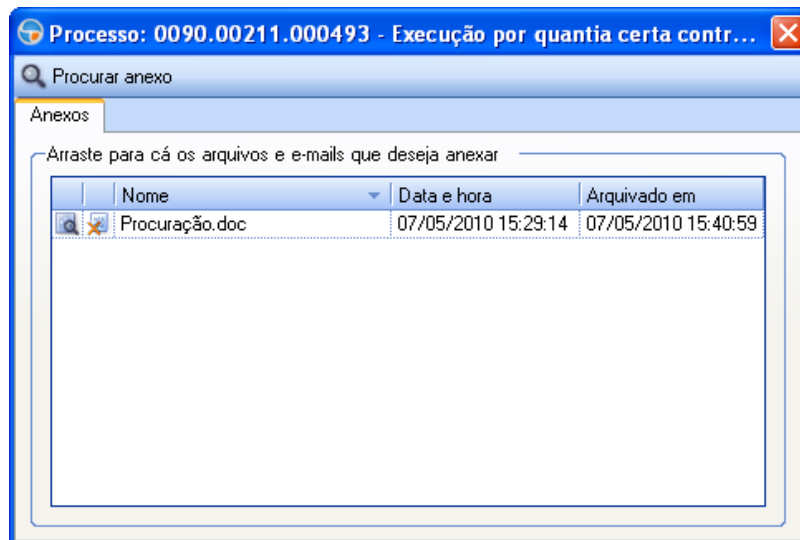 Processo: 0090.00211.000493 - Execução por quantia certa contr...
Procurar anexo
Anexos
Arraste para cá os arquivos e e-mails que deseja anexar
Nome Data e hora Arquivado em
Procuração.doc 07/05/2010 15:29:14 07/05/2010 15:40:59